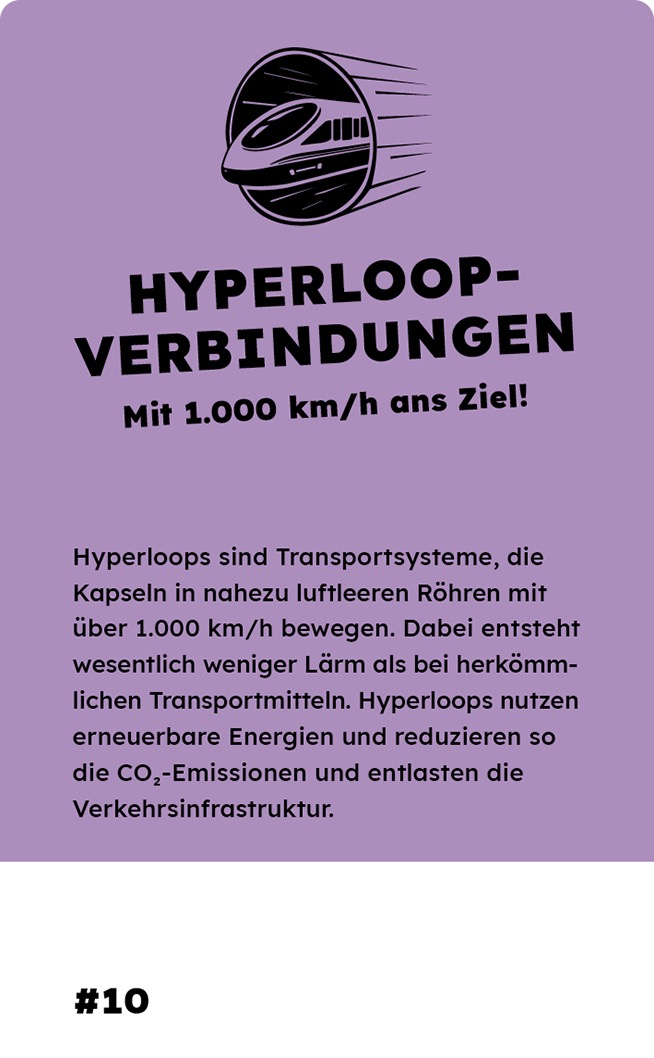 HYPERLOOP-
VERBINDUNGEN
Mit 1.000 km/h ans Ziel!
Hyperloops sind Transportsysteme, die
Kapseln in nahezu luftleeren Röhren mit
über 1.000 km/h bewegen. Dabei entsteht
wesentlich weniger Lärm als bei herkömm-
lichen Transportmitteln. Hyperloops nutzen
erneuerbare Energien und reduzieren so
die CO₂-Emissionen und entlasten die
Verkehrsinfrastruktur.
#10